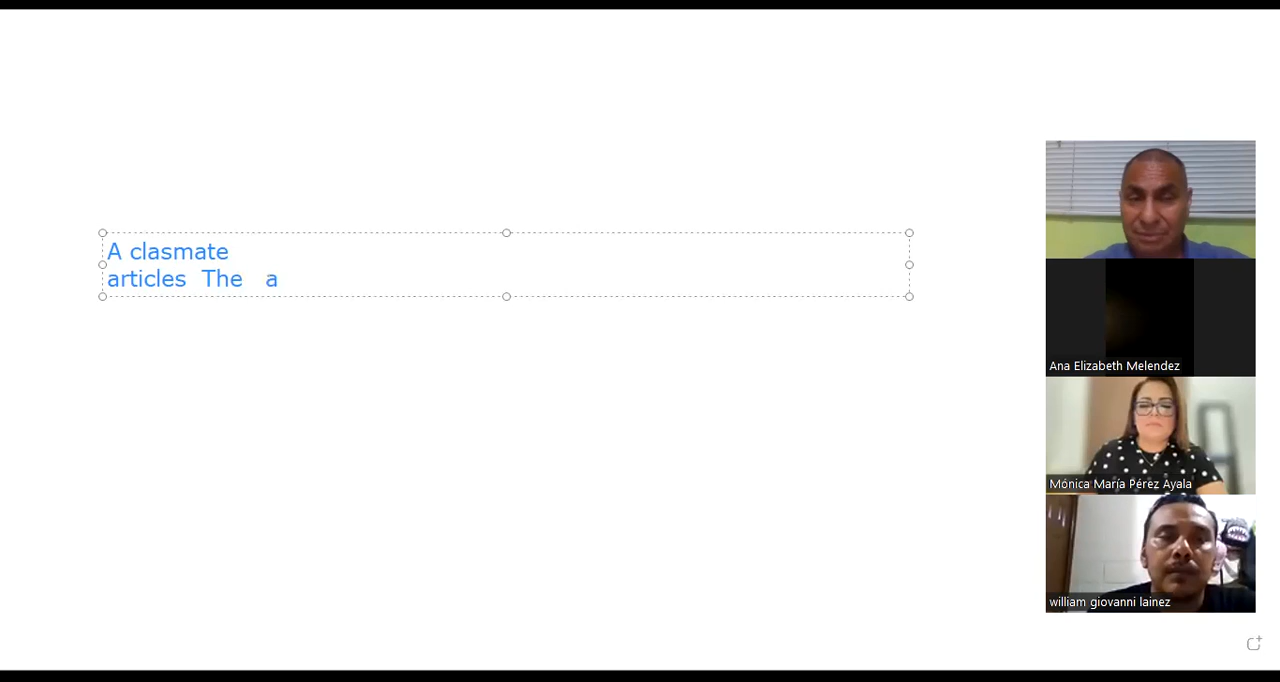 A clasmate
articles The a
Ana Elizabeth Melendez
Mónica María Pérez Ayala
william giovanni lainez